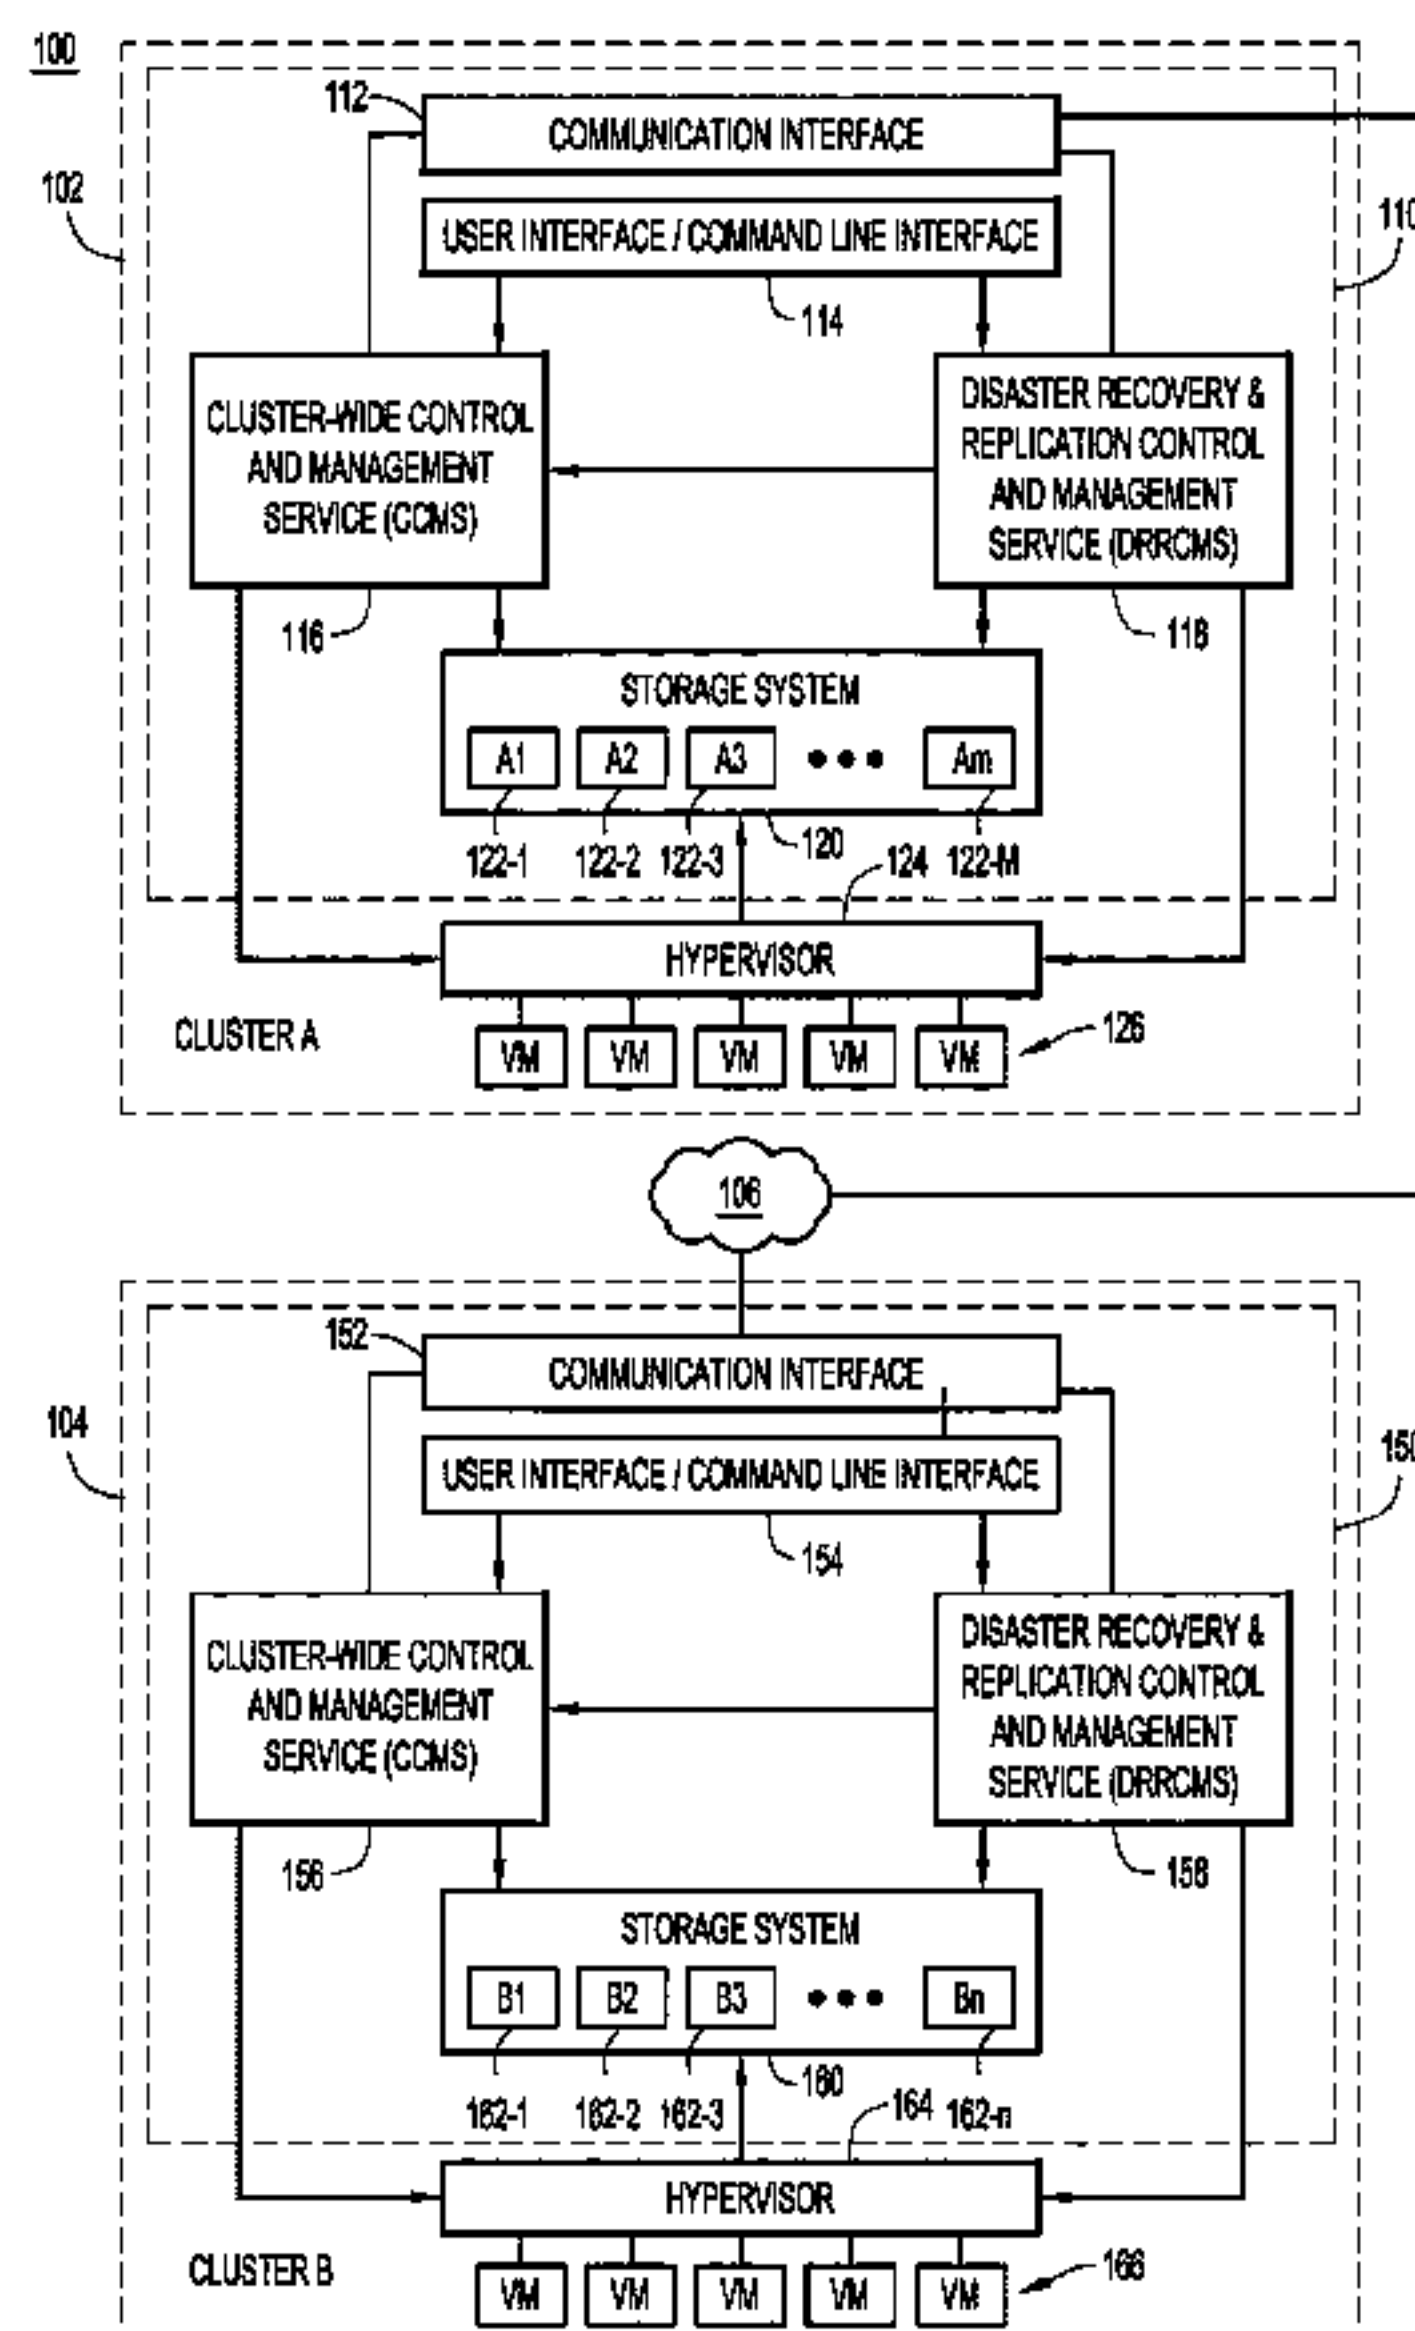 100
112
COMMUNICATION INTERFACE
102
110
USER INTERFACE / COMMAND LINE INTERFACE
114
CLUSTER-WIDE CONTROL
AND MANAGEMENT
SERVICE (CCMS)
DISASTER RECOVERY &
REPLICATION CONTROL
AND MANAGEMENT
SERVICE (DRRCMS)
116
118
STORAGE SYSTEM
A1 A2 A3 ••• Am
122-1 122-2 122-3 120 124 122-M
HYPERVISOR
CLUSTER A
VM VM VM VM VM
126
106
152
COMMUNICATION INTERFACE
104
150
USER INTERFACE / COMMAND LINE INTERFACE
154
CLUSTER-WIDE CONTROL
AND MANAGEMENT
SERVICE (CCMS)
DISASTER RECOVERY &
REPLICATION CONTROL
AND MANAGEMENT
SERVICE (DRRCMS)
156
158
STORAGE SYSTEM
B1 B2 B3 ••• Bn
162-1 162-2 162-3 160 164 162-n
HYPERVISOR
CLUSTER B
VM VM VM VM VM
166